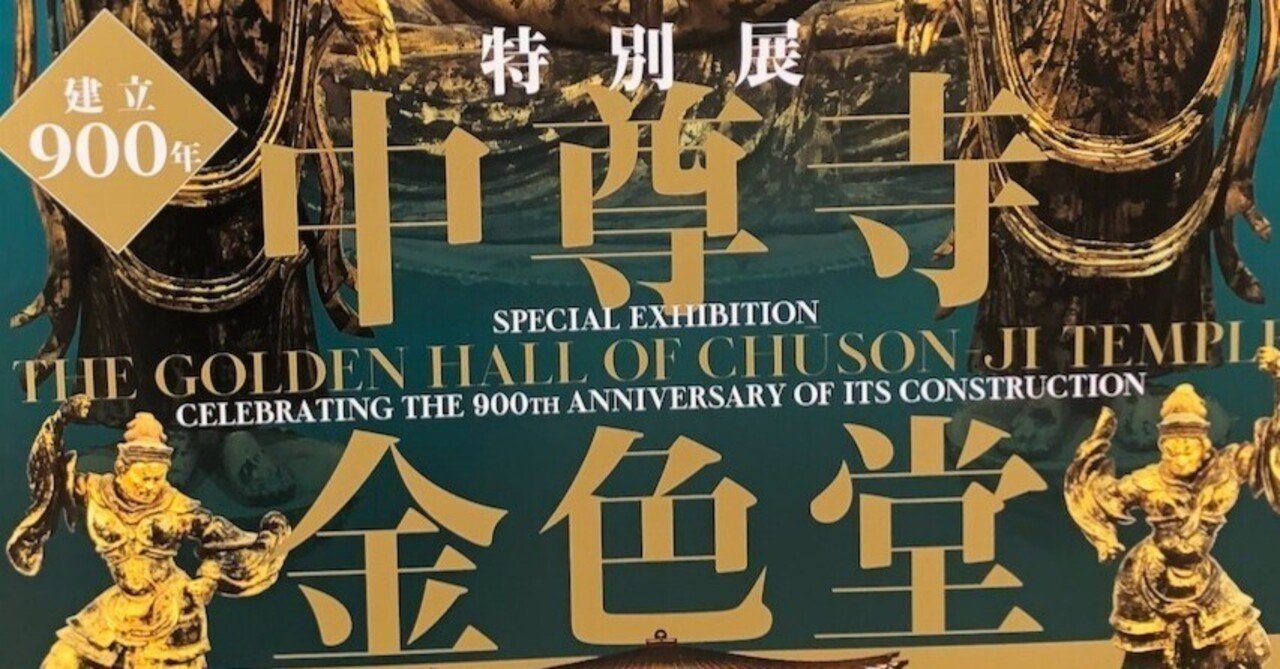 特別展
建立
900年
中尊寺
SPECIAL EXHIBITION
THE GOLDEN HALL OF CHUSON-JI TEMPLE
CELEBRATING THE 900TH ANNIVERSARY OF ITS CONSTRUCTION
金色堂